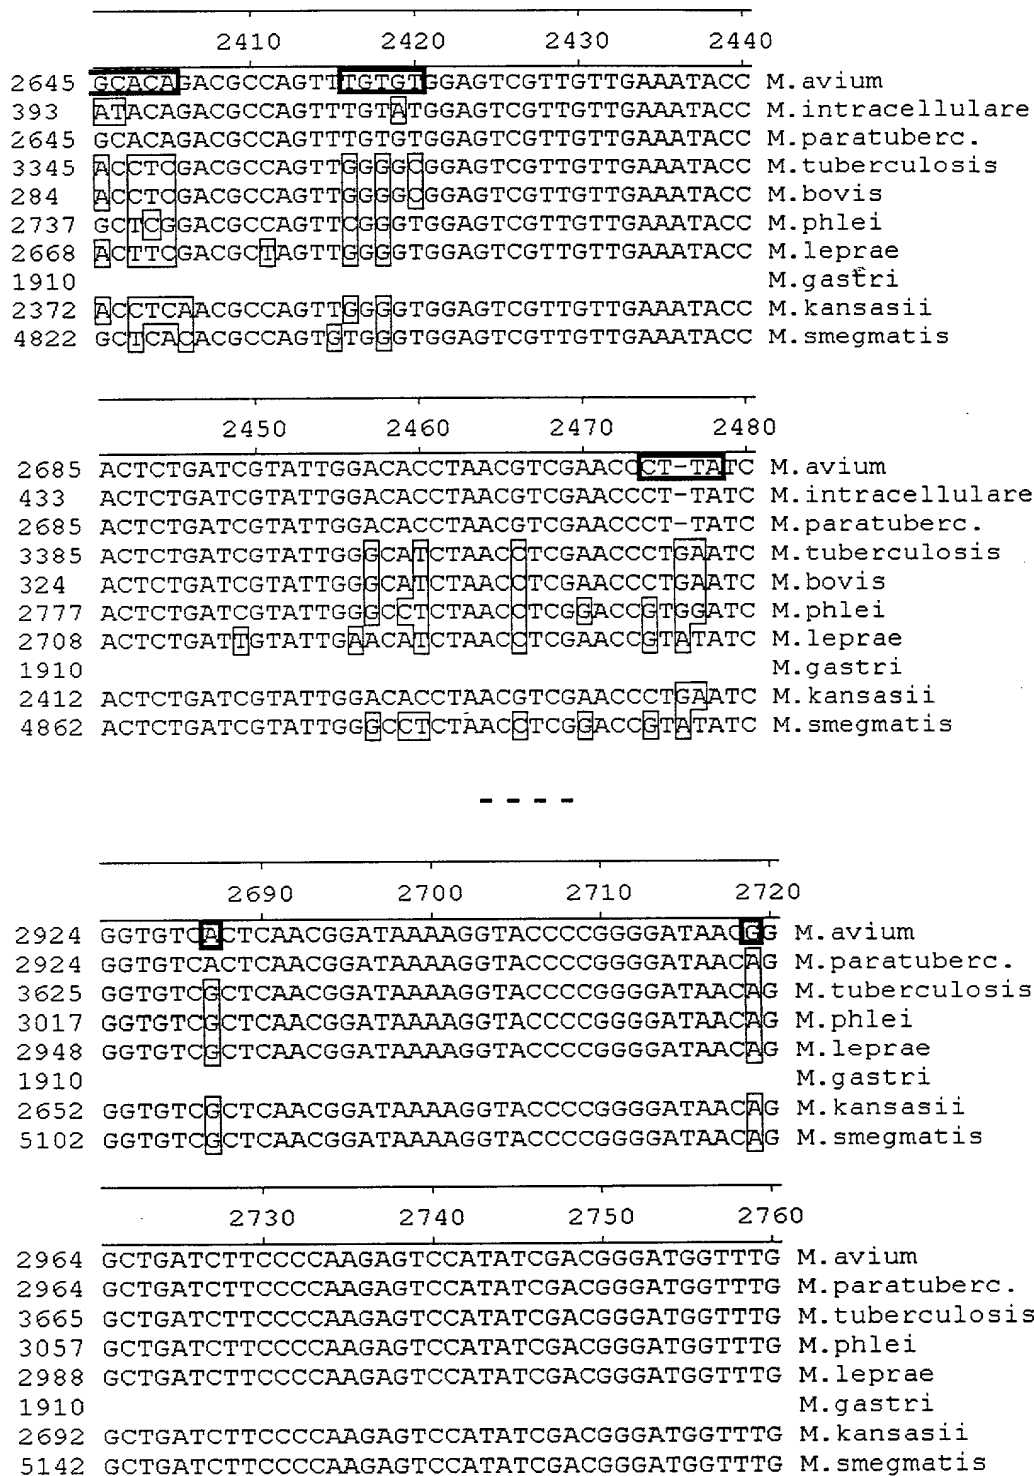 2410 2420 2430 2440
2645 GCACAGACGCCAGTTTGTGTGGAGTCGTTGTTGAAATACC M.avium
393 ATACAGACGCCAGTTTGTATGGAGTCGTTGTTGAAATACC M.intracellulare
2645 GCACAGACGCCAGTTTGTGTGGAGTCGTTGTTGAAATACC M.paratuberc.
3345 ACCTCGACGCCAGTTGGGGCGGAGTCGTTGTTGAAATACC M.tuberculosis
284 ACCTCGACGCCAGTTGGGGCGGAGTCGTTGTTGAAATACC M.bovis
2737 GCTCGGACGCCAGTTCGGGTGGAGTCGTTGTTGAAATACC M.phlei
2668 ACTTCGACGCTAGTTGGGGTGGAGTCGTTGTTGAAATACC M.leprae
1910 M.gastri
2372 ACCTCAACGCCAGTTGGGGTGGAGTCGTTGTTGAAATACC M.kansasii
4822 GCTCACACGCCAGTGTGGGTGGAGTCGTTGTTGAAATACC M.smegmatis
2450 2460 2470 2480
2685 ACTCTGATCGTATTGGACACCTAACGTCGAACCCT-TATC M.avium
433 ACTCTGATCGTATTGGACACCTAACGTCGAACCCT-TATC M.intracellulare
2685 ACTCTGATCGTATTGGACACCTAACGTCGAACCCT-TATC M.paratuberc.
3385 ACTCTGATCGTATTGGGCATCTAACCTCGAACCCTGAATC M.tuberculosis
324 ACTCTGATCGTATTGGGCATCTAACCTCGAACCCTGAATC M.bovis
2777 ACTCTGATCGTATTGGGCCTCTAACCTCGGACCGTGGATC M.phlei
2708 ACTCTGATTGTATTGAACATCTAACCTCGAACCGTATATC M.leprae
1910 M.gastri
2412 ACTCTGATCGTATTGGACACCTAACGTCGAACCCTGAATC M.kansasii
4862 ACTCTGATCGTATTGGGCCTCTAACCTCGGACCGTATATC M.smegmatis
- - - -
2690 2700 2710 2720
2924 GGTGTCACTCAACGGATAAAAGGTACCCCGGGGATAACGG M.avium
2924 GGTGTCACTCAACGGATAAAAGGTACCCCGGGGATAACAG M.paratuberc.
3625 GGTGTCGCTCAACGGATAAAAGGTACCCCGGGGATAACAG M.tuberculosis
3017 GGTGTCGCTCAACGGATAAAAGGTACCCCGGGGATAACAG M.phlei
2948 GGTGTCGCTCAACGGATAAAAGGTACCCCGGGGATAACAG M.leprae
1910 M.gastri
2652 GGTGTCGCTCAACGGATAAAAGGTACCCCGGGGATAACAG M.kansasii
5102 GGTGTCGCTCAACGGATAAAAGGTACCCCGGGGATAACAG M.smegmatis
2730 2740 2750 2760
2964 GCTGATCTTCCCCAAGAGTCCATATCGACGGGATGGTTTG M.avium
2964 GCTGATCTTCCCCAAGAGTCCATATCGACGGGATGGTTTG M.paratuberc.
3665 GCTGATCTTCCCCAAGAGTCCATATCGACGGGATGGTTTG M.tuberculosis
3057 GCTGATCTTCCCCAAGAGTCCATATCGACGGGATGGTTTG M.phlei
2988 GCTGATCTTCCCCAAGAGTCCATATCGACGGGATGGTTTG M.leprae
1910 M.gastri
2692 GCTGATCTTCCCCAAGAGTCCATATCGACGGGATGGTTTG M.kansasii
5142 GCTGATCTTCCCCAAGAGTCCATATCGACGGGATGGTTTG M.smegmatis